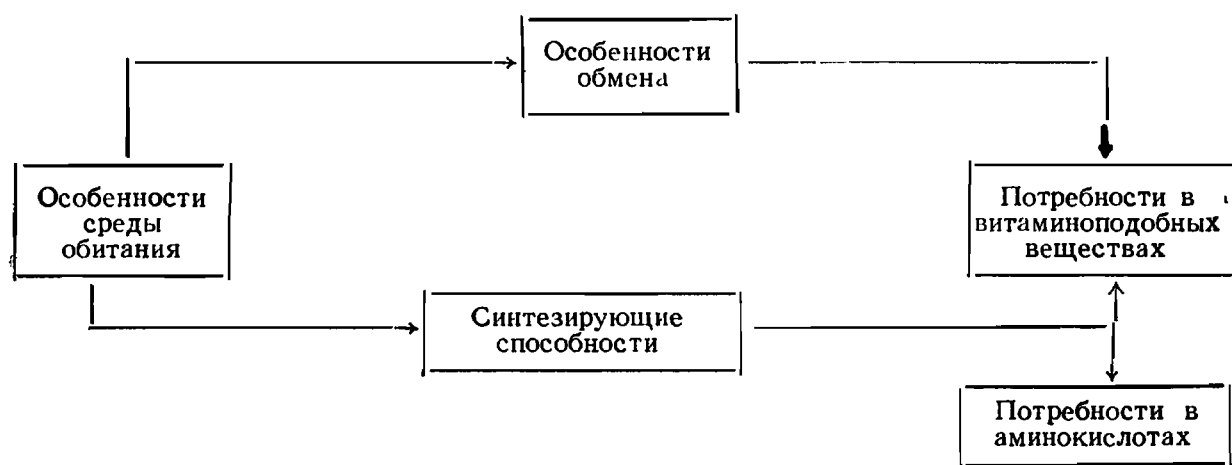 Особенности
обмена
Особенности
среды
обитания
Потребности в
витаминоподобных
веществах
Синтезирующие
способности
Потребности в
аминокислотах